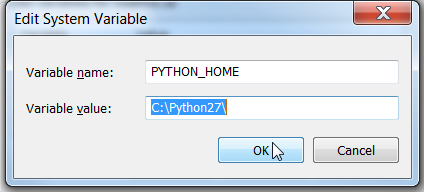 Edit System Variable
Variable name: PYTHON_HOME
Variable value: C:\Python27\
OK Cancel